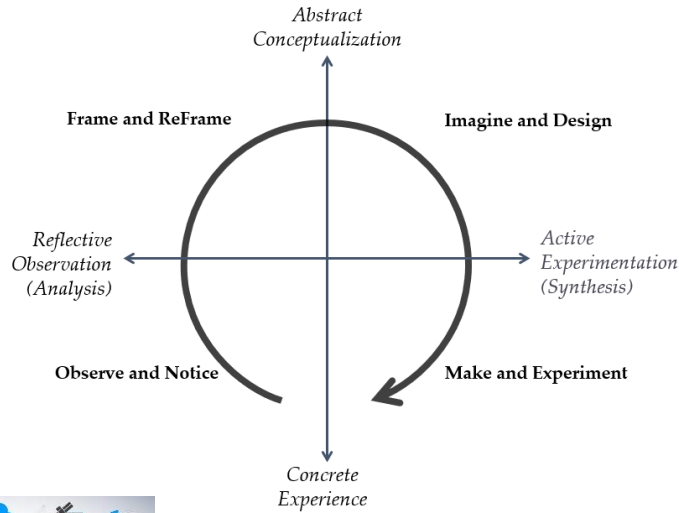 Abstract
Conceptualization
Frame and ReFrame
Imagine and Design
Reflective
Observation
(Analysis)
Active
Experimentation
(Synthesis)
Observe and Notice
Make and Experiment
Concrete
Experience